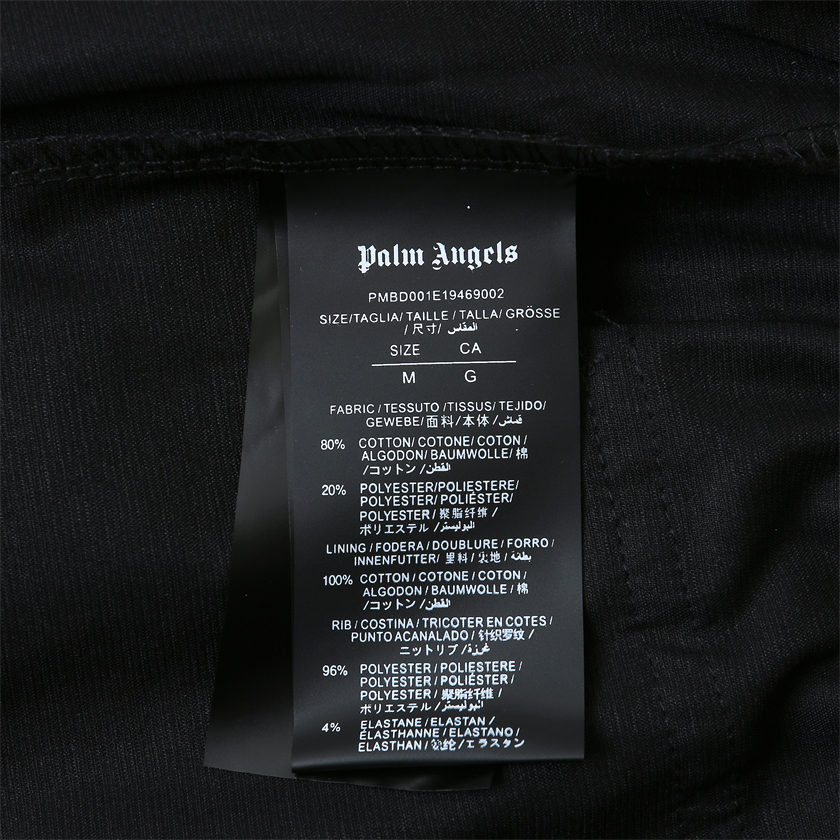 Palm Angels
PMBD001E19469002
SIZE/TAGLIA/ TAILLE / TALLA/ GRÖSSE
/ 尺寸/ المقاس
SIZE CA
M G
FABRIC / TESSUTO /TISSUS/ TEJIDO/
GEWEBE/ 面料/本体 /قماش
80% COTTON/ COTONE/ COTON /
ALGODON/ BAUMWOLLE/ 棉
/コットン /القطن
20% POLYESTER/POLIESTERE/
POLYESTER/ POLIÉSTER/
POLYESTER / 聚脂纤维 /
ポリエステル /البوليستر
LINING / FODERA / DOUBLURE / FORRO /
INNENFUTTER/ 里料 / 裏地 / بطانة
100% COTTON / COTONE / COTON /
ALGODON / BAUMWOLLE / 棉
/コットン /القطن
RIB / COSTINA / TRICOTER EN COTES /
PUNTO ACANALADO / 针织罗纹 /
ニットリブ /غرزة
96% POLYESTER / POLIESTERE /
POLYESTER / POLIÉSTER /
POLYESTER / 聚脂纤维 /
ポリエステル /البوليستر
4% ELASTANE / ELASTAN /
ÉLASTHANNE / ELASTANO /
ELASTHAN / 氨纶 /エラスタン